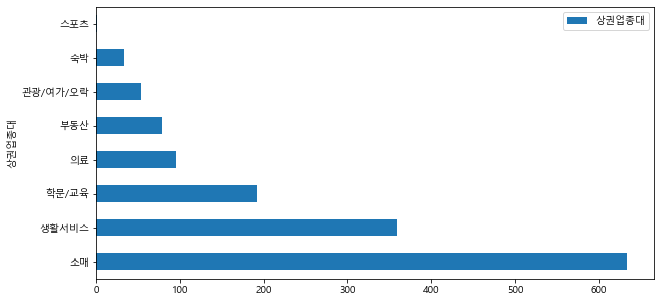 상권업종대
스포츠
숙박
관광/여가/오락
부동산
의료
학문/교육
생활서비스
소매
상권업종대
0 100 200 300 400 500 600